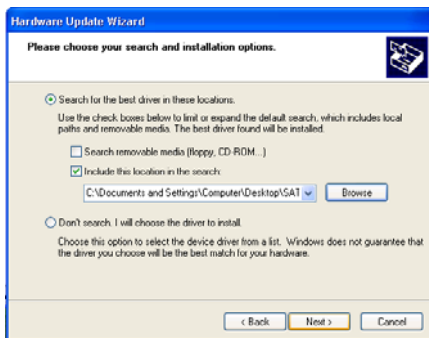 Hardware Update Wizard
Please choose your search and installation options.
Search for the best driver in these locations.
Use the check boxes below to limit or expand the default search, which includes local
paths and removable media. The best driver found will be installed.
Search removable media (floppy, CD-ROM...)
Include this location in the search:
C:\Documents and Settings\Computer\Desktop\SAT
Browse
Don't search. I will choose the driver to install.
Choose this option to select the device driver from a list. Windows does not guarantee that
the driver you choose will be the best match for your hardware.
< Back Next > Cancel